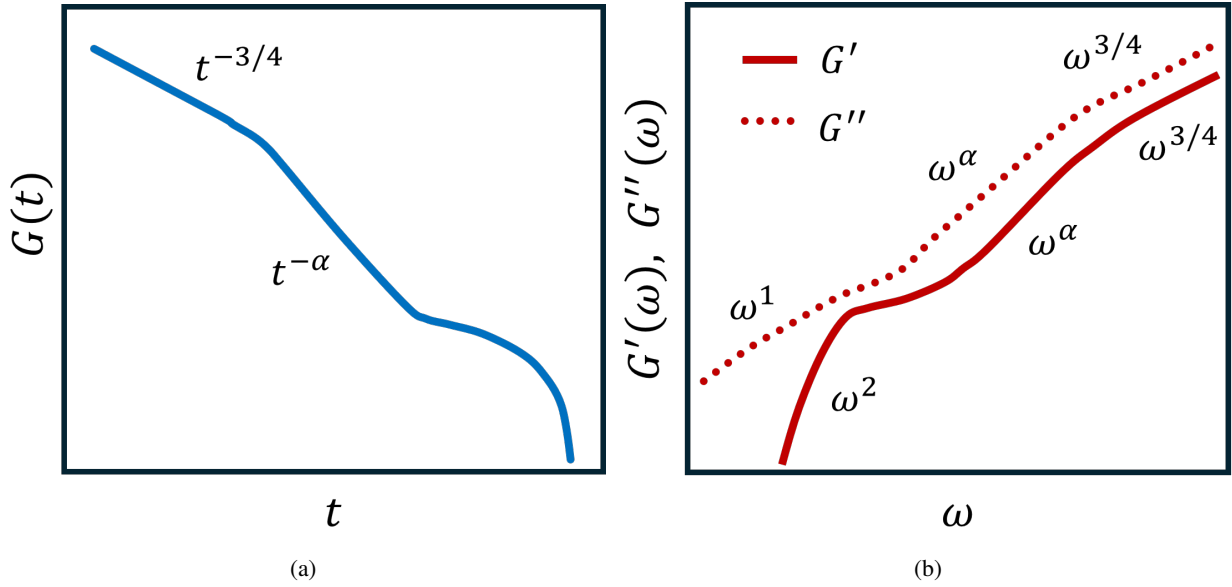 G(t)
t^{-3/4}
t^{-α}
t
(a)
G′(ω), G″(ω)
G′
G″
ω^{3/4}
ω^{3/4}
ω^α
ω^α
ω^1
ω^2
ω
(b)